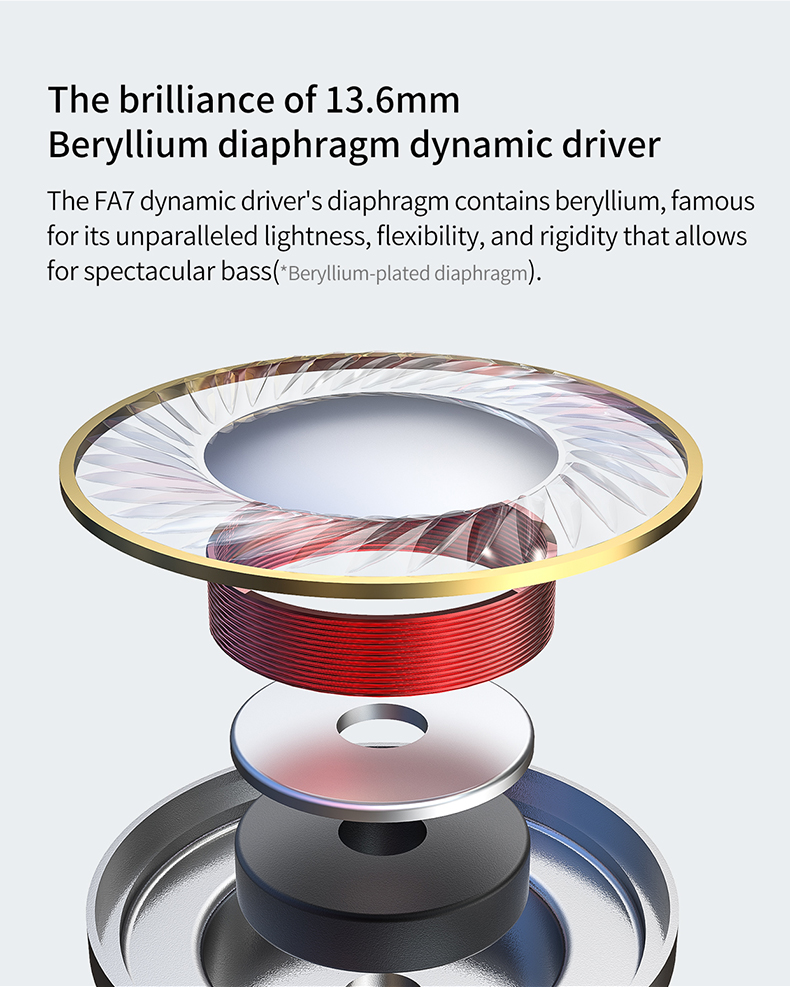 The brilliance of 13.6mm
Beryllium diaphragm dynamic driver
The FA7 dynamic driver's diaphragm contains beryllium, famous
for its unparalleled lightness, flexibility, and rigidity that allows
for spectacular bass(*Beryllium-plated diaphragm).